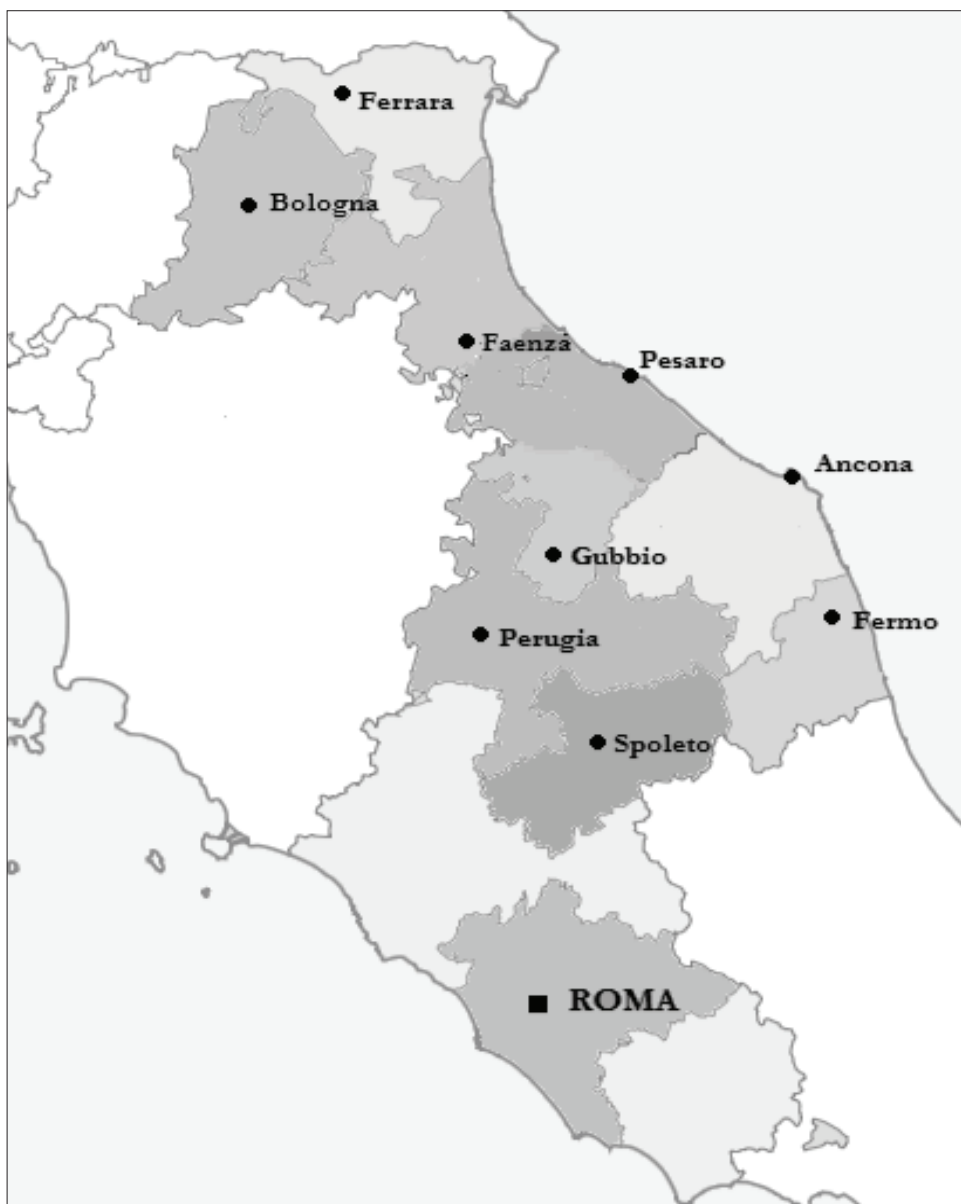 Ferrara
Bologna
Faenza
Pesaro
Ancona
Gubbio
Fermo
Perugia
Spoleto
ROMA